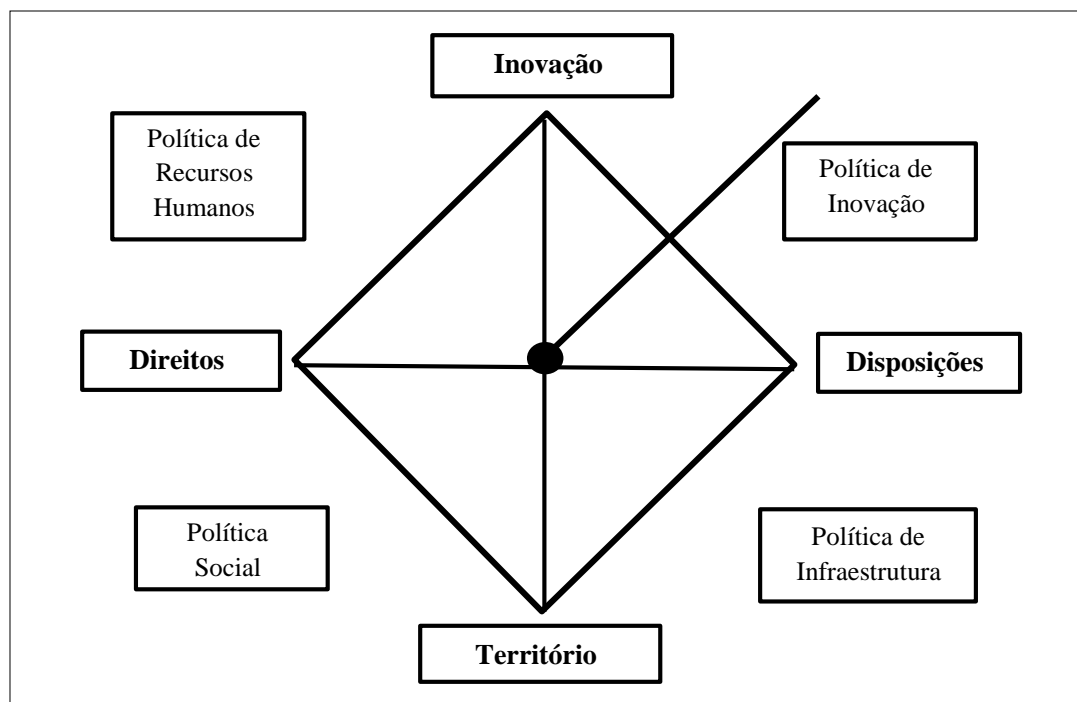 Inovação
Política de
Recursos
Humanos
Política de
Inovação
Direitos
Disposições
Política
Social
Política de
Infraestrutura
Território